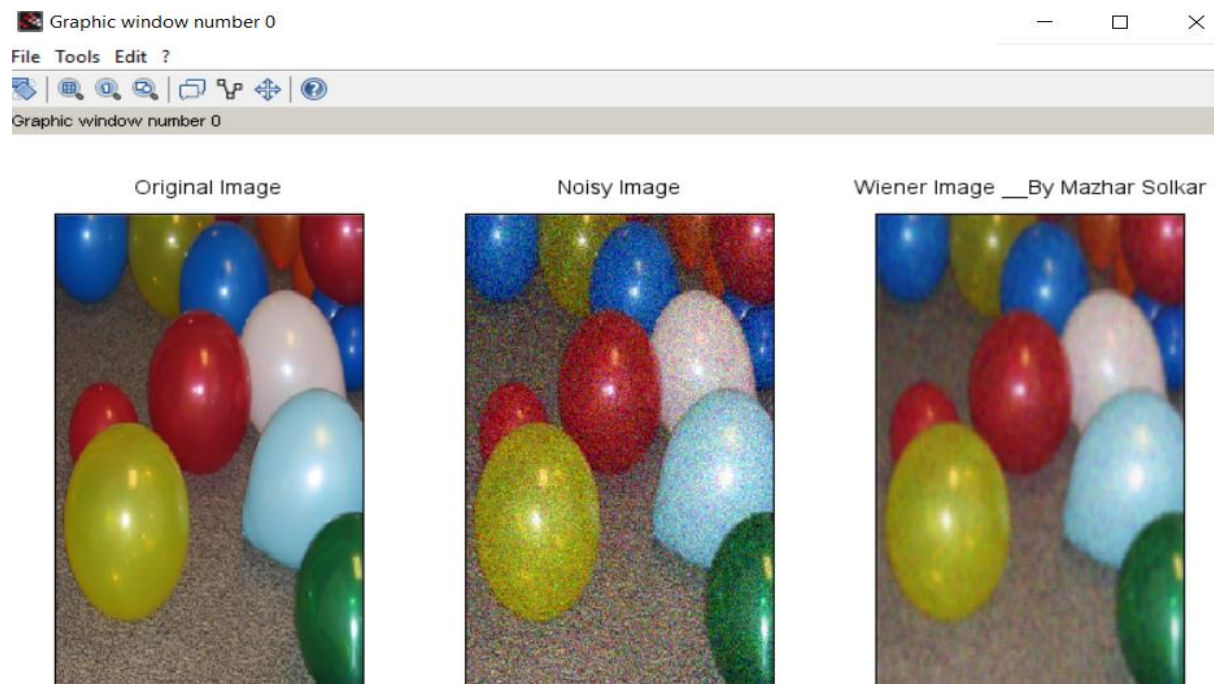 Graphic window number 0
File Tools Edit ?
Graphic window number 0
Original Image
Noisy Image
Wiener Image __By Mazhar Solkar